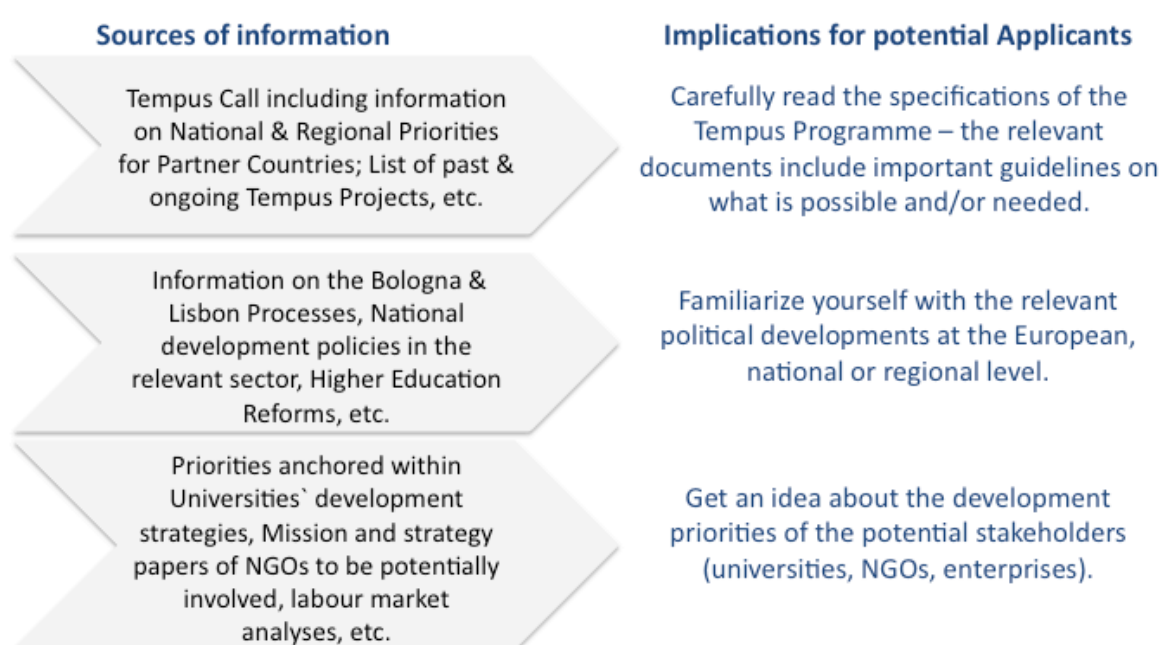 Sources of information
Implications for potential Applicants
Tempus Call including information
on National & Regional Priorities
for Partner Countries; List of past &
ongoing Tempus Projects, etc.
Carefully read the specifications of the
Tempus Programme – the relevant
documents include important guidelines on
what is possible and/or needed.
Information on the Bologna &
Lisbon Processes, National
development policies in the
relevant sector, Higher Education
Reforms, etc.
Familiarize yourself with the relevant
political developments at the European,
national or regional level.
Priorities anchored within
Universities` development
strategies, Mission and strategy
papers of NGOs to be potentially
involved, labour market
analyses, etc.
Get an idea about the development
priorities of the potential stakeholders
(universities, NGOs, enterprises).